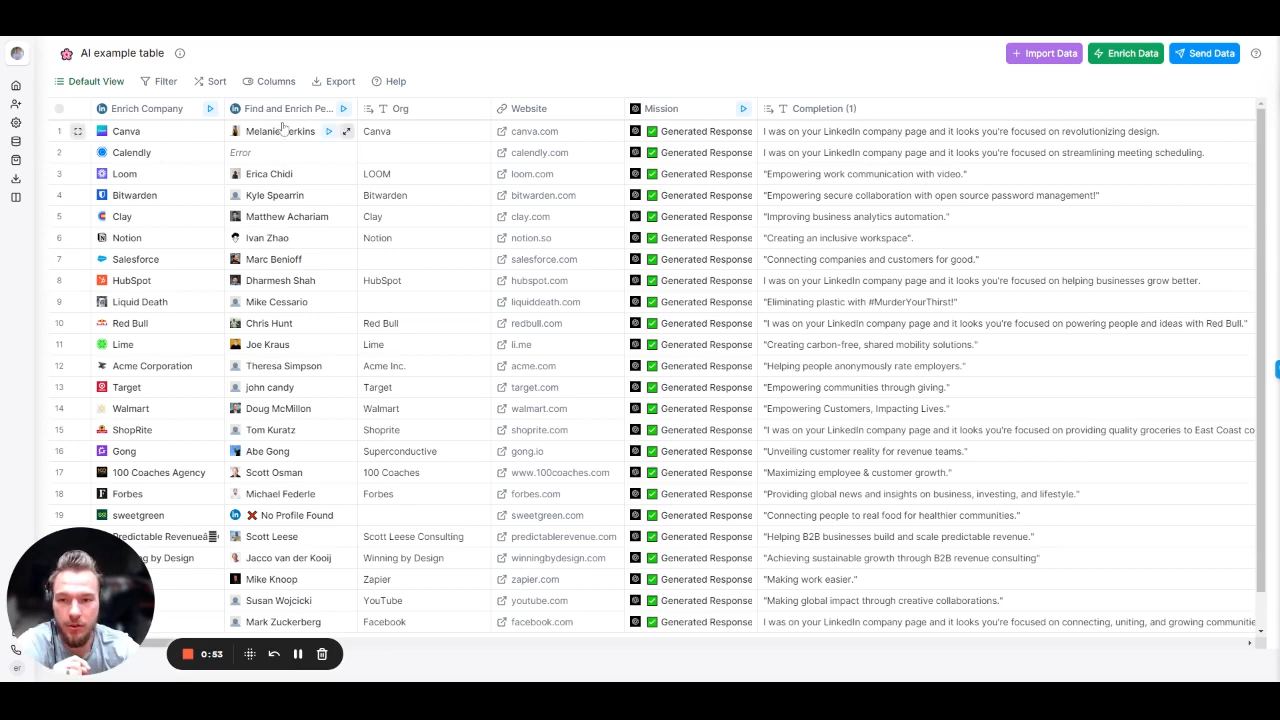 AI example table
Import Data
Enrich Data
Send Data
Default View Filter Sort Columns Export Help
Enrich Company Find and Enrich Pe... Org Website Mission Completion (1)
1 Canva Melanie Perkins Canva canva.com Generated Response I was on your LinkedIn company page and it looks you're focused on revolutionizing design.
2 Calendly Error calendly.com Generated Response I was on your LinkedIn company page and it looks you're focused on streamlining meeting scheduling.
3 Loom Erica Chidi LOOM loom.com Generated Response "Empowering work communication with video."
4 Bitwarden Kyle Spearrin Bitwarden bitwarden.com Generated Response "Empowering secure collaboration with open source password management!"
5 Clay Matthew Achariam Clay clay.com Generated Response "Improving business analytics automation."
6 Notion Ivan Zhao Notion notion.so Generated Response "Creating an inclusive workspace".
7 Salesforce Marc Benioff salesforce.com Generated Response "Connecting companies and customers for good."
8 HubSpot Dharmesh Shah HubSpot hubspot.com Generated Response I was on your LinkedIn company page and it looks you're focused on helping businesses grow better.
9 Liquid Death Mike Cessario liquiddeath.com Generated Response "Eliminating plastic with #MurderYourThirst!"
10 Red Bull Chris Hunt Red Bull redbull.com Generated Response "I was on your LinkedIn company page and it looks you're focused on powering people and ideas with Red Bull."
11 Lime Joe Kraus Lime li.me Generated Response "Creating carbon-free, shared mobility solutions."
12 Acme Corporation Theresa Simpson Acme Inc. acme.com Generated Response "Helping people anonymously rate employers."
13 Target john candy Target target.com Generated Response "Empowering communities through giving."
14 Walmart Doug McMillon Walmart walmart.com Generated Response "Empowering Customers, Impacting Lives."
15 ShopRite Tom Kuratz Shoprite shoprite.com Generated Response "I was on your LinkedIn company page and it looks you're focused on providing quality groceries to East Coast co
16 Gong Abe Gong Superconductive gong.io Generated Response "Unveiling customer reality for revenue teams."
17 100 Coaches Agency Scott Osman 100 Coaches www.100coaches.com Generated Response "Maximizing employee & customer growth."
18 Forbes Michael Federle Forbes forbes.com Generated Response "Providing global news and insights on business, investing, and lifestyle."
19 sweetgreen No Profile Found sweetgreen.com Generated Response "Connecting people to real food for healthier communities."
Predictable Revenueâ Scott Leese Scott Leese Consulting predictablerevenue.com Generated Response "Helping B2B businesses build and scale predictable revenue."
by Design Jacco van der Kooij Winning by Design winningbydesign.com Generated Response "Achieving sustainable growth through B2B revenue consulting"
Mike Knoop Zapier zapier.com Generated Response "Making work easier."
Susan Wojcicki YouTube youtube.com Generated Response "Making global impact through creative collaborations."
Mark Zuckerberg Facebook facebook.com Generated Response I was on your LinkedIn company page and it looks you're focused on connecting, uniting, and growing communitie
0:53
er